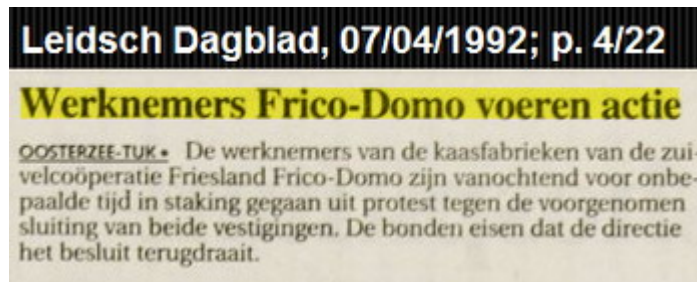 Leidsch Dagblad, 07/04/1992; p. 4/22
Werknemers Frico-Domo voeren actie
OOSTERZEE-TUK • De werknemers van de kaasfabrieken van de zui-
velcoöperatie Friesland Frico-Domo zijn vanochtend voor onbe-
paalde tijd in staking gegaan uit protest tegen de voorgenomen
sluiting van beide vestigingen. De bonden eisen dat de directie
het besluit terugdraait.